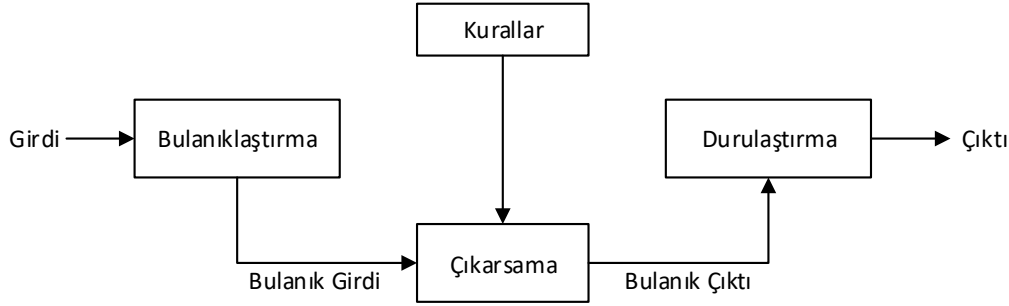 Kurallar
Girdi
Bulanıklaştırma
Durulaştırma
Çıktı
Bulanık Girdi
Çıkarsama
Bulanık Çıktı